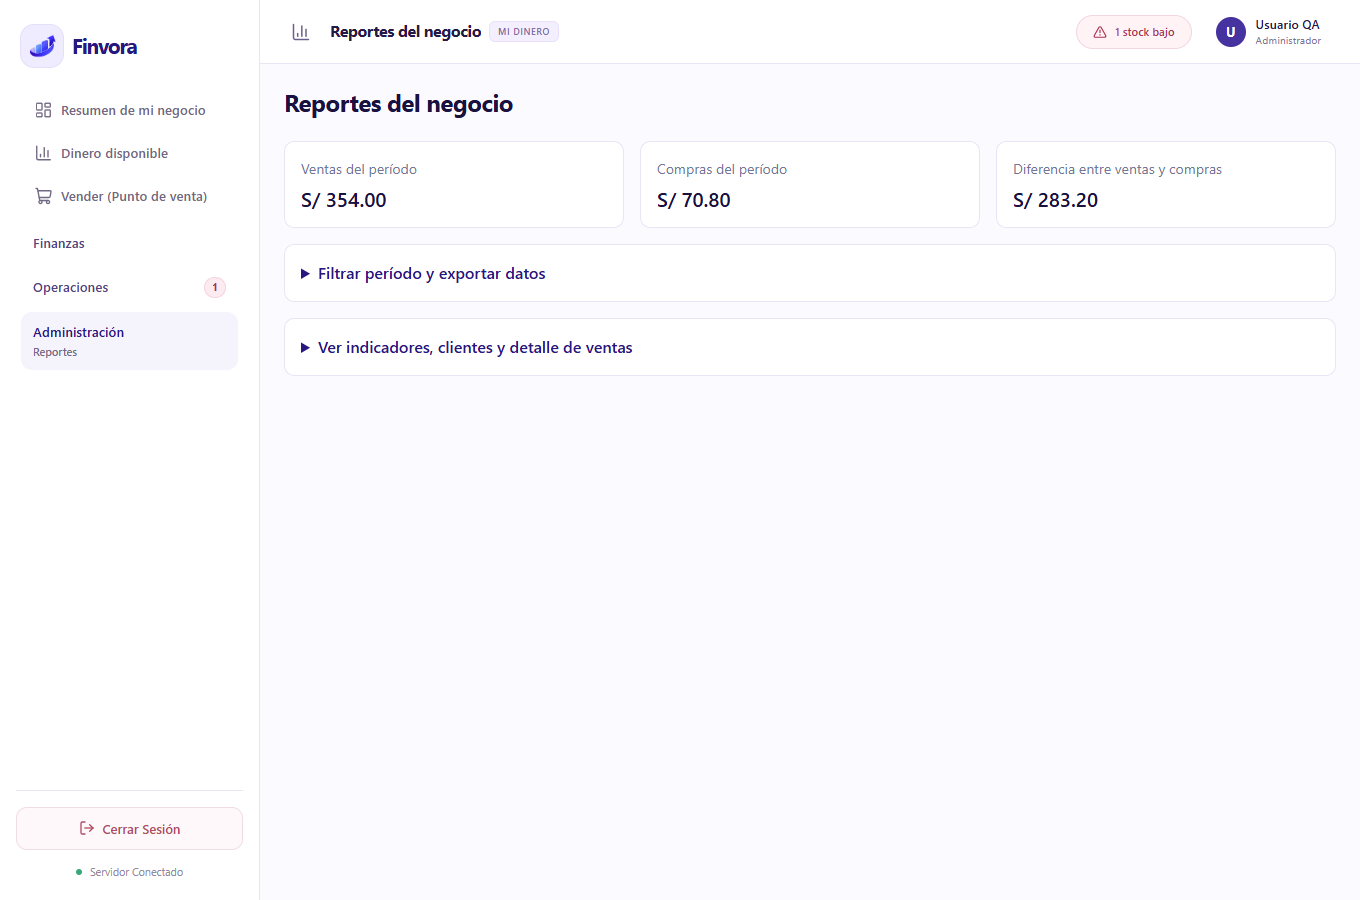 Finvora
Resumen de mi negocio
Dinero disponible
Vender (Punto de venta)
Finanzas
Operaciones 1
Administración
Reportes
Cerrar Sesión
Servidor Conectado
Reportes del negocio MI DINERO
1 stock bajo
U
Usuario QA
Administrador
Reportes del negocio
Ventas del período
S/ 354.00
Compras del período
S/ 70.80
Diferencia entre ventas y compras
S/ 283.20
Filtrar período y exportar datos
Ver indicadores, clientes y detalle de ventas